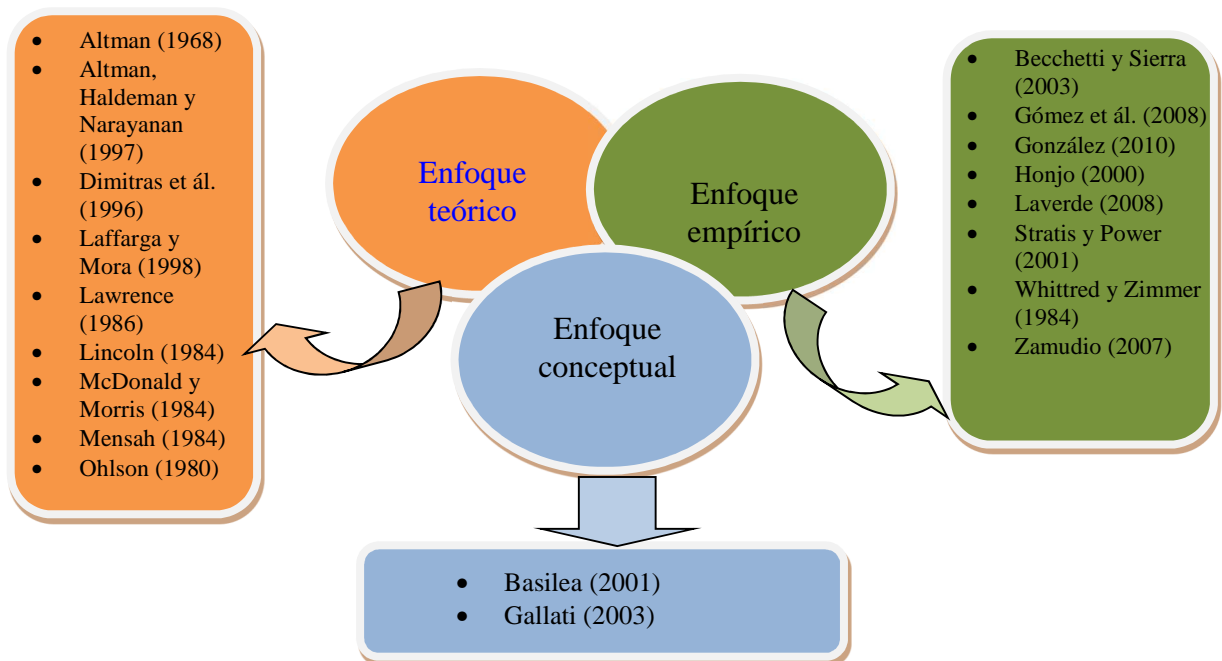 • Altman (1968)
• Altman,
Haldeman y
Narayanan
(1997)
• Dimitras et ál.
(1996)
• Laffarga y
Mora (1998)
• Lawrence
(1986)
• Lincoln (1984)
• McDonald y
Morris (1984)
• Mensah (1984)
• Ohlson (1980)
Enfoque
teórico
Enfoque
empírico
Enfoque
conceptual
• Becchetti y Sierra
(2003)
• Gómez et ál. (2008)
• González (2010)
• Honjo (2000)
• Laverde (2008)
• Stratis y Power
(2001)
• Whittred y Zimmer
(1984)
• Zamudio (2007)
• Basilea (2001)
• Gallati (2003)